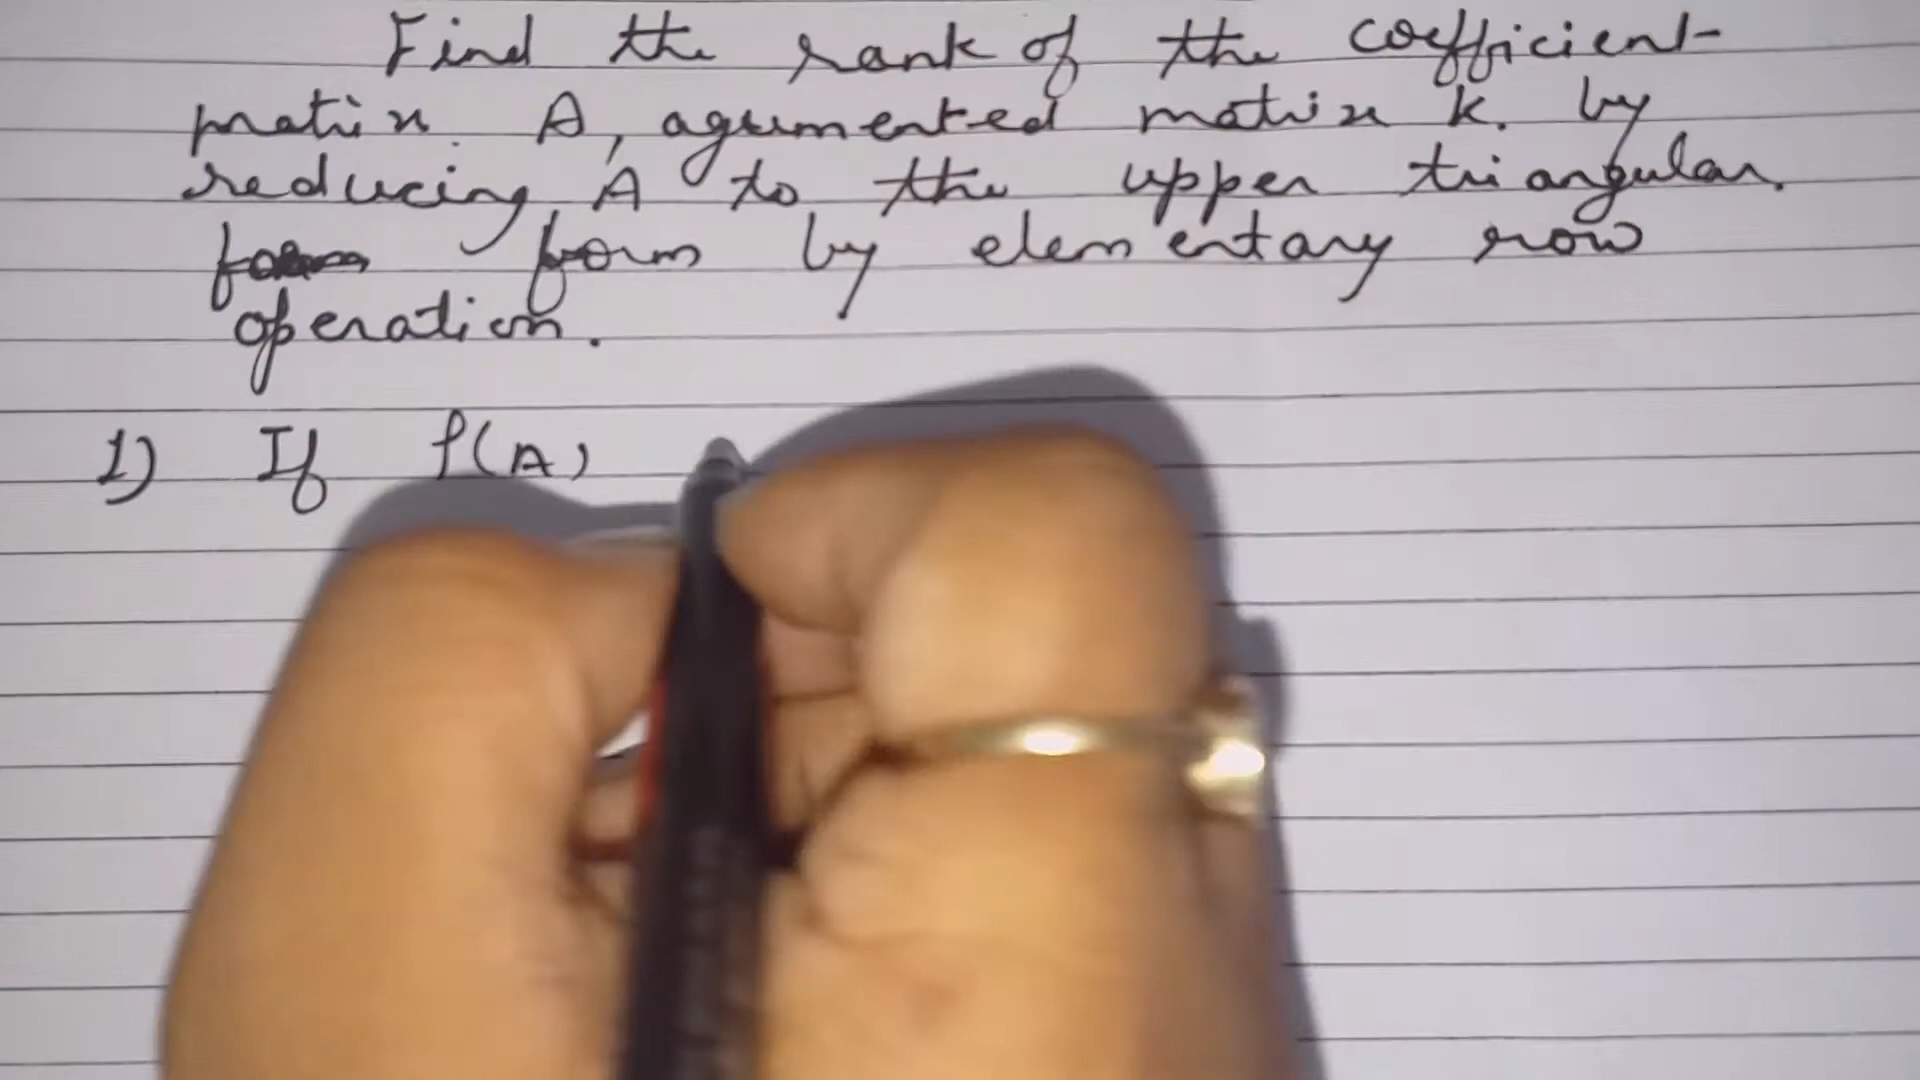 Find the rank of the coefficient
matrix A, agumented matrix k. by
reducing A to the upper triangular.
form by elementary row
operation.
1) If ρ(A)